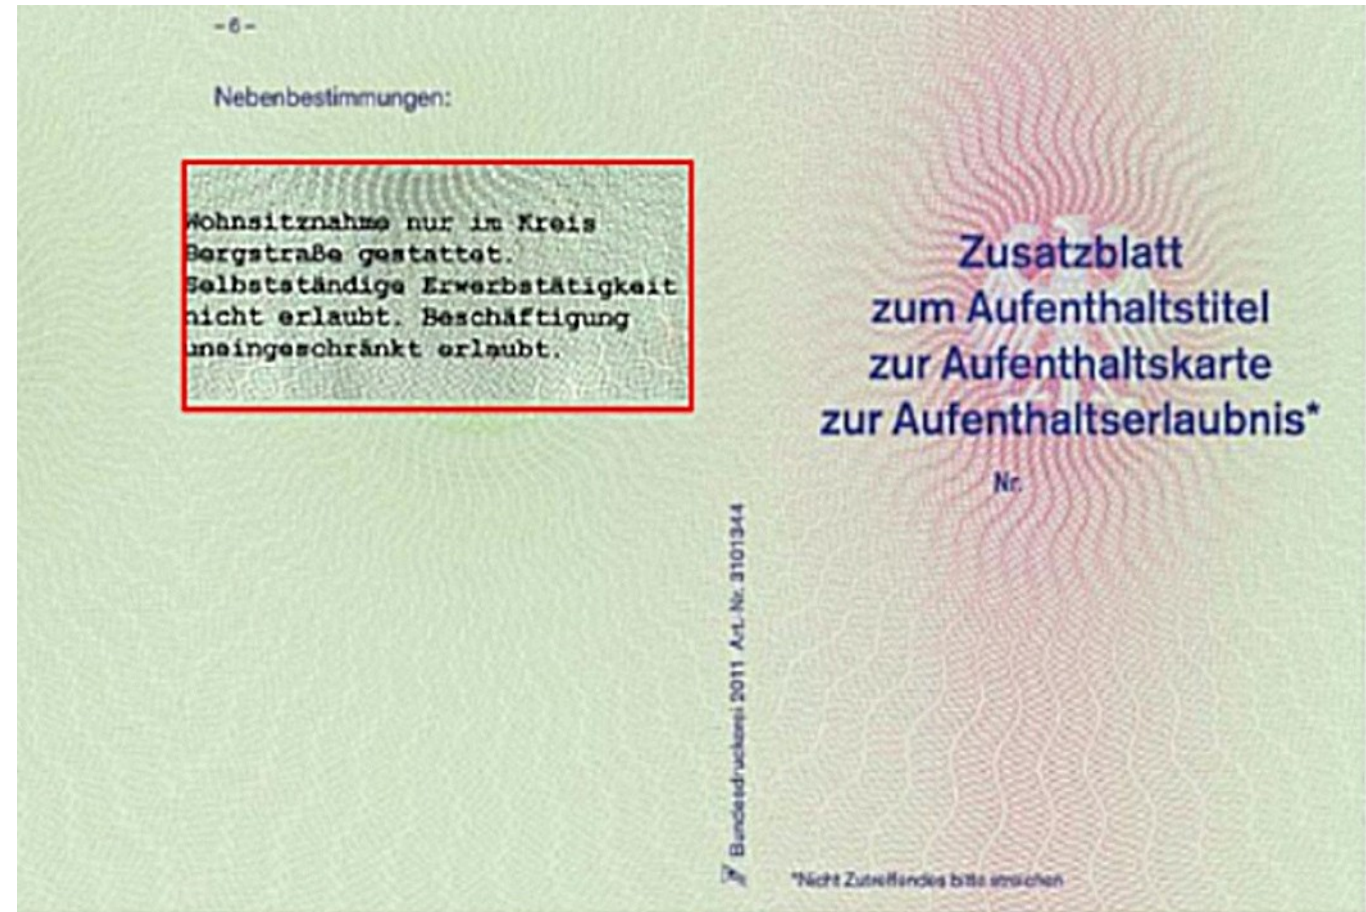 -6-
Nebenbestimmungen:
Wohnsitznahme nur im Kreis
Bergstraße gestattet.
Selbstständige Erwerbstätigkeit
nicht erlaubt. Beschäftigung
uneingeschränkt erlaubt.
Zusatzblatt
zum Aufenthaltstitel
zur Aufenthaltskarte
zur Aufenthaltserlaubnis*
Nr.
Bundesdruckerei 2011 Art.-Nr. 3101344
*Nicht Zutreffendes bitte streichen